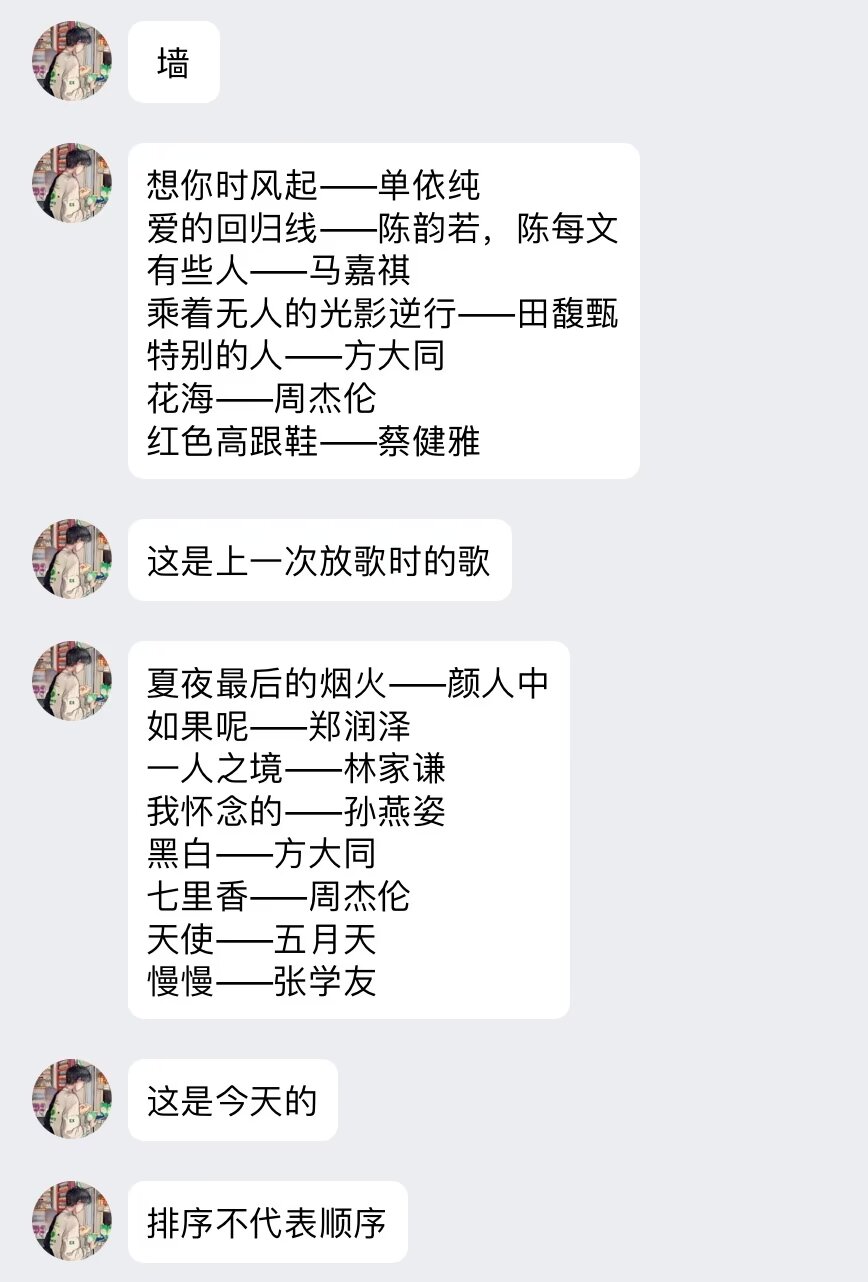 墙
想你时风起——单依纯
爱的回归线——陈韵若，陈每文
有些人——马嘉祺
乘着无人的光影逆行——田馥甄
特别的人——方大同
花海——周杰伦
红色高跟鞋——蔡健雅
这是上一次放歌时的歌
夏夜最后的烟火——颜人中
如果呢——郑润泽
一人之境——林家谦
我怀念的——孙燕姿
黑白——方大同
七里香——周杰伦
天使——五月天
慢慢——张学友
这是今天的
排序不代表顺序